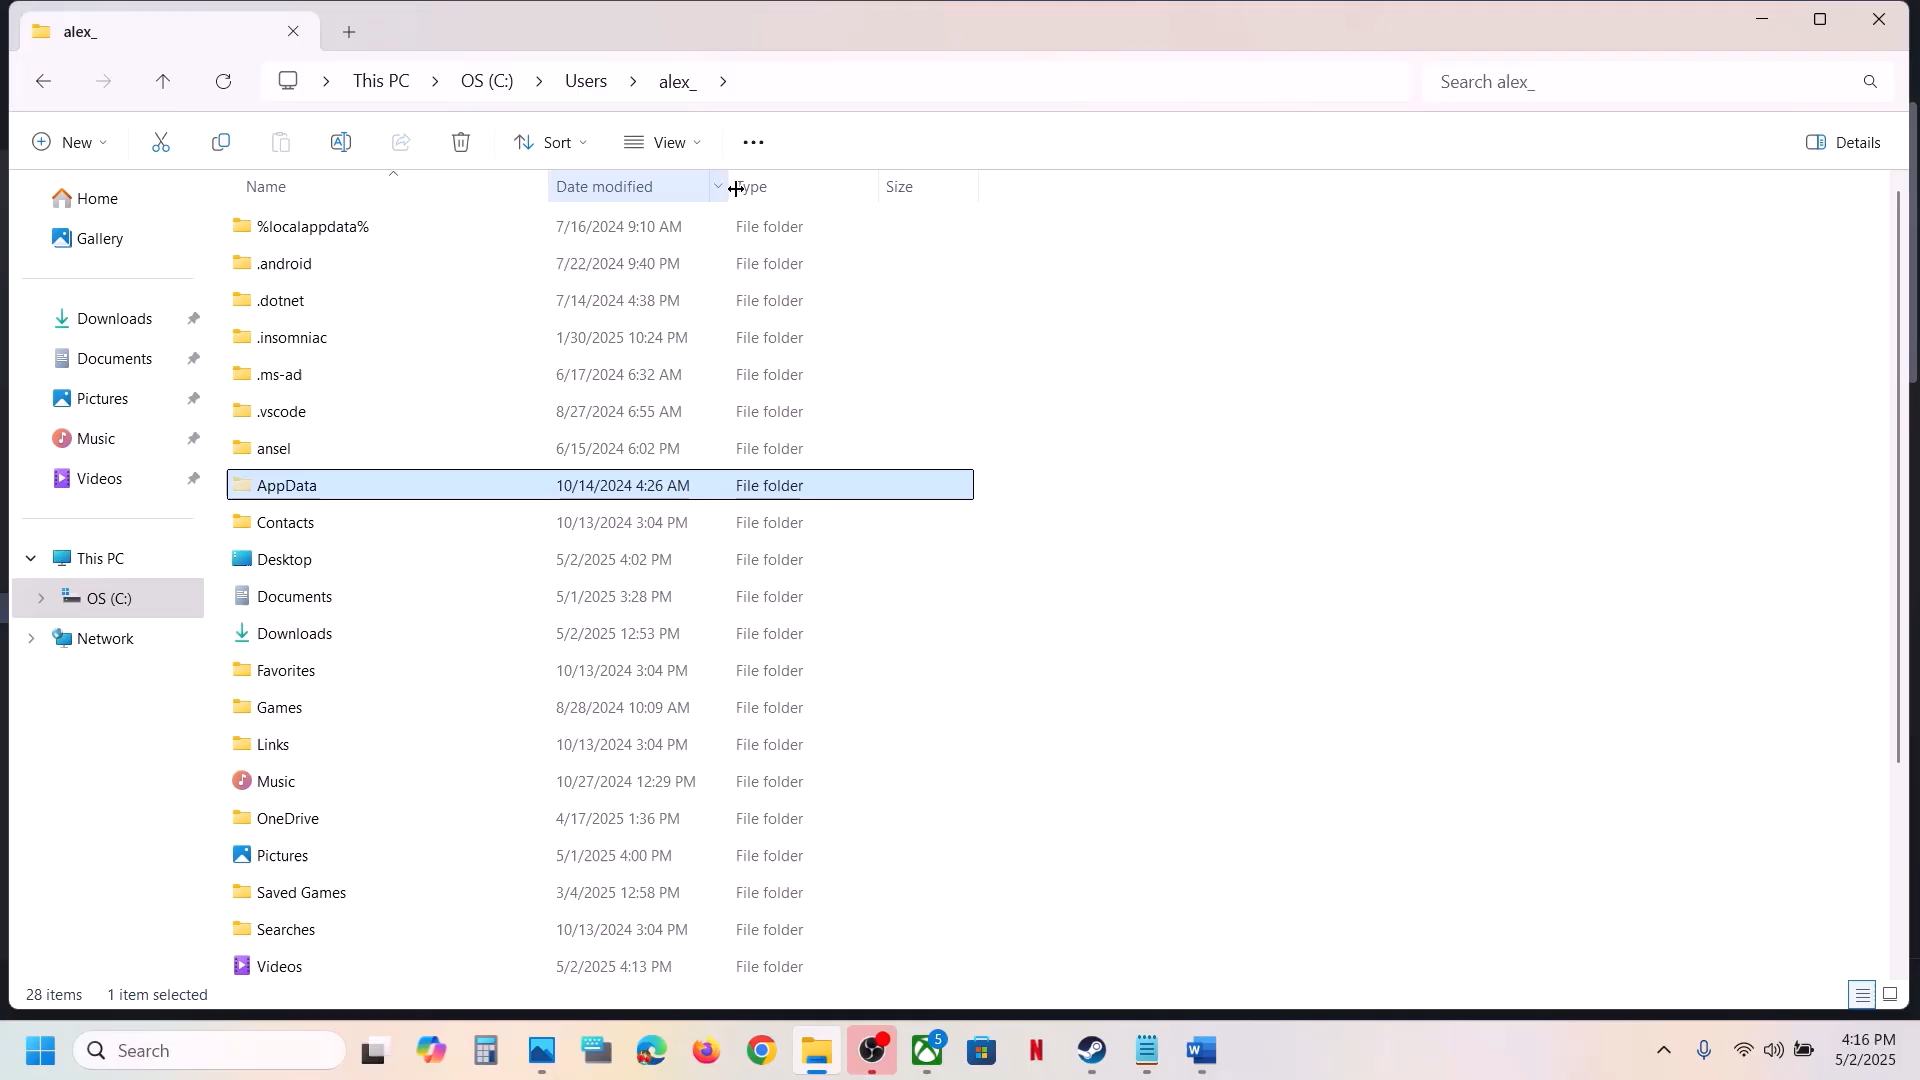 alex_
This PC > OS (C:) > Users > alex_ >
Search alex_
New
Sort
View
Details
Home
Gallery
Downloads
Documents
Pictures
Music
Videos
This PC
OS (C:)
Network
Name Date modified Type Size
%localappdata% 7/16/2024 9:10 AM File folder
.android 7/22/2024 9:40 PM File folder
.dotnet 7/14/2024 4:38 PM File folder
.insomniac 1/30/2025 10:24 PM File folder
.ms-ad 6/17/2024 6:32 AM File folder
.vscode 8/27/2024 6:55 AM File folder
ansel 6/15/2024 6:02 PM File folder
AppData 10/14/2024 4:26 AM File folder
Contacts 10/13/2024 3:04 PM File folder
Desktop 5/2/2025 4:02 PM File folder
Documents 5/1/2025 3:28 PM File folder
Downloads 5/2/2025 12:53 PM File folder
Favorites 10/13/2024 3:04 PM File folder
Games 8/28/2024 10:09 AM File folder
Links 10/13/2024 3:04 PM File folder
Music 10/27/2024 12:29 PM File folder
OneDrive 4/17/2025 1:36 PM File folder
Pictures 5/1/2025 4:00 PM File folder
Saved Games 3/4/2025 12:58 PM File folder
Searches 10/13/2024 3:04 PM File folder
Videos 5/2/2025 4:13 PM File folder
28 items 1 item selected
Search
5
4:16 PM
5/2/2025